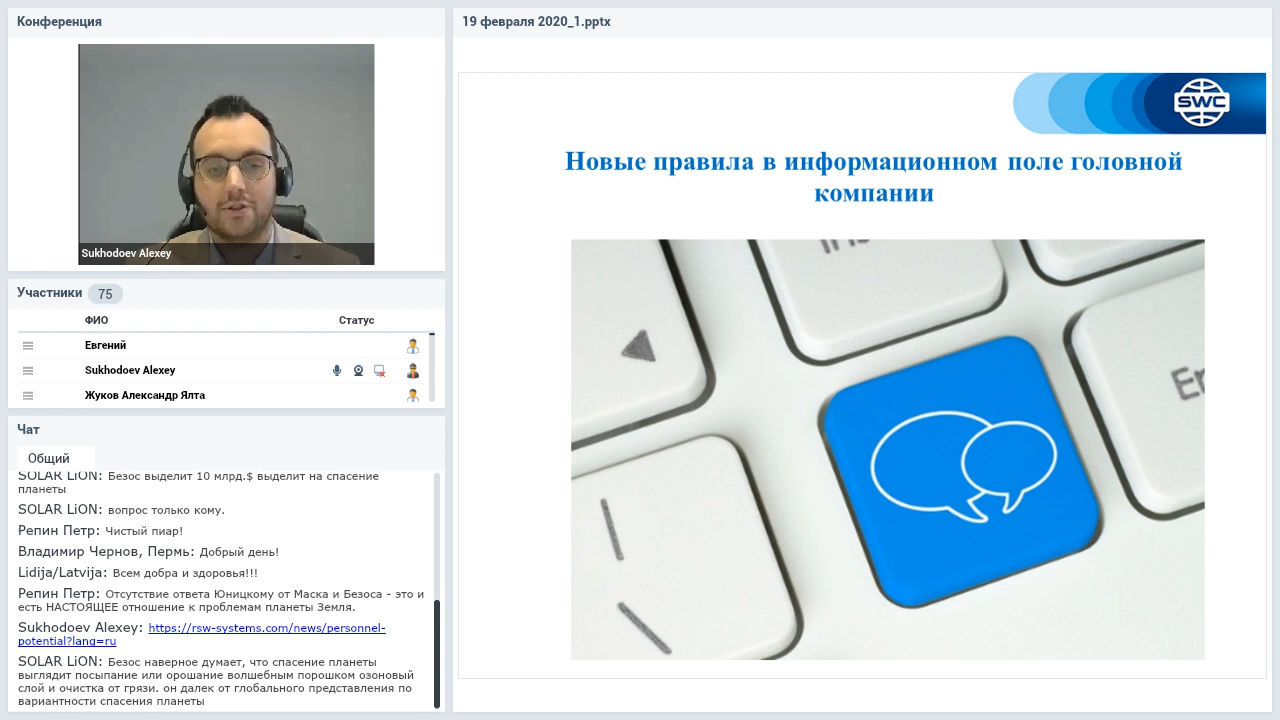 Конференция
Sukhodoev Alexey
Участники 75
ФИО Статус
Евгений
Sukhodoev Alexey
Жуков Александр Ялта
Чат
Общий
SOLAR LiON: Безос выделит 10 млрд.$ выделит на спасение
планеты
SOLAR LiON: вопрос только кому.
Репин Петр: Чистый пиар!
Владимир Чернов, Пермь: Добрый день!
Lidija/Latvija: Всем добра и здоровья!!!
Репин Петр: Отсутствие ответа Юницкому от Маска и Безоса - это и
есть НАСТОЯЩЕЕ отношение к проблемам планеты Земля.
Sukhodoev Alexey: https://rsw-systems.com/news/personnel-
potential?lang=ru
SOLAR LiON: Безос наверное думает, что спасение планеты
выглядит посыпание или орошание волшебным порошком озоновый
слой и очистка от грязи. он далек от глобального представления по
вариантности спасения планеты
19 февраля 2020_1.pptx
SWC
Новые правила в информационном поле головной
компании